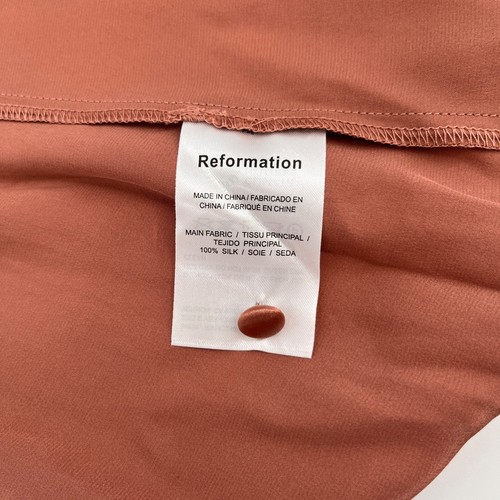 Reformation
MADE IN CHINA / FABRICADO EN
CHINA / FABRIQUÉ EN CHINE
MAIN FABRIC / TISSU PRINCIPAL /
TEJIDO PRINCIPAL
100% SILK / SOIE / SEDA